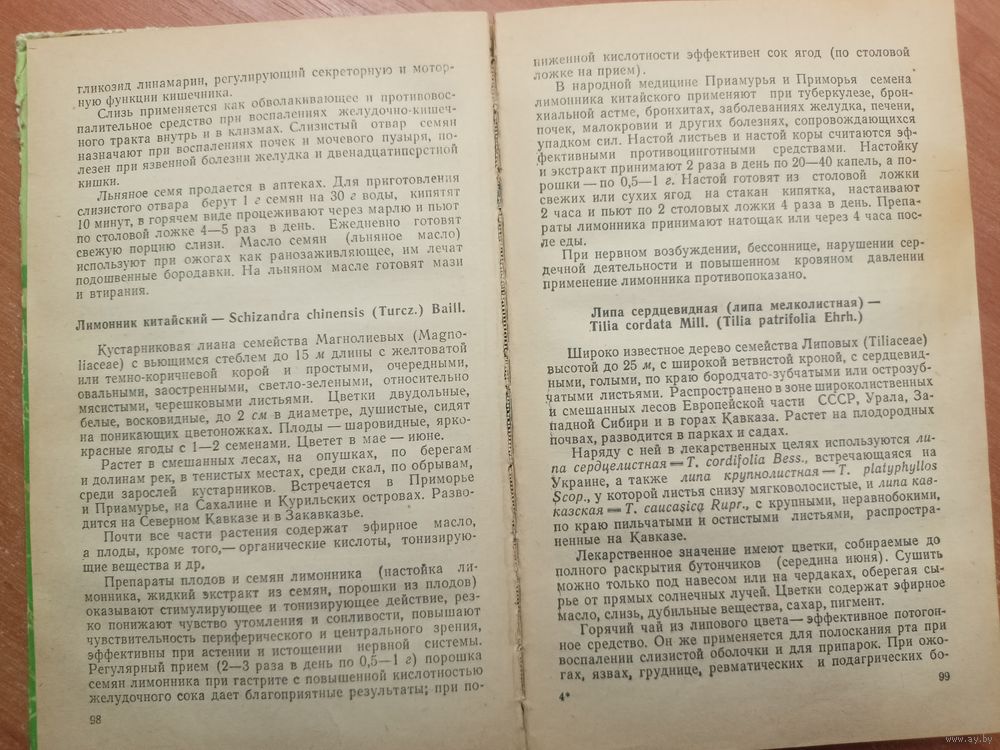 гликозид линамарин, регулирующий секреторную и мотор-
ную функции кишечника.
Слизь применяется как обволакивающее и противовос-
палительное средство при воспалениях желудочно-кишеч-
ного тракта внутрь и в клизмах. Слизистый отвар семян
назначают при воспалениях почек и мочевого пузыря, по-
лезен при язвенной болезни желудка и двенадцатиперстной
кишки.
Льняное семя продается в аптеках. Для приготовления
слизистого отвара берут 1 г семян на 30 г воды, кипятят
10 минут, в горячем виде процеживают через марлю и пьют
по столовой ложке 4—5 раз в день. Ежедневно готовят
свежую порцию слизи. Масло семян (льняное масло)
используют при ожогах как ранозаживляющее, им лечат
подошвенные бородавки. На льняном масле готовят мази
и втирания.
Лимонник китайский — Schizandra chinensis (Turcz.) Baill.
Кустарниковая лиана семейства Магнолиевых (Magno-
liaceae) с вьющимся стеблем до 15 м длины с желтоватой
или темно-коричневой корой и простыми, очередными,
овальными, заостренными, светло-зелеными, относительно
мясистыми, черешковыми листьями. Цветки двудольные,
белые, восковидные, до 2 см в диаметре, душистые, сидят
на поникающих цветоножках. Плоды — шаровидные, ярко-
красные ягоды с 1—2 семенами. Цветет в мае — июне.
Растет в смешанных лесах, на опушках, по берегам
и долинам рек, в тенистых местах, среди скал, по обрывам,
среди зарослей кустарников. Встречается в Приморье
и Приамурье, на Сахалине и Курильских островах. Разво-
дится на Северном Кавказе и в Закавказье.
Почти все части растения содержат эфирное масло,
а плоды, кроме того,— органические кислоты, тонизирую-
щие вещества и др.
Препараты плодов и семян лимонника (настойка ли-
монника, жидкий экстракт из семян, порошки из плодов)
оказывают стимулирующее и тонизирующее действие, рез-
ко понижают чувство утомления и сонливости, повышают
чувствительность периферического и центрального зрения,
эффективны при астении и истощении нервной системы.
Регулярный прием (2—3 раза в день по 0,5—1 г) порошка
семян лимонника при гастрите с повышенной кислотностью
желудочного сока дает благоприятные результаты; при по-
98
ниженной кислотности эффективен сок ягод (по столовой
ложке на прием).
В народной медицине Приамурья и Приморья семена
лимонника китайского применяют при туберкулезе, брон-
хиальной астме, бронхитах, заболеваниях желудка, печени,
почек, малокровии и других болезнях, сопровождающихся
упадком сил. Настой листьев и настой коры считаются эф-
фективными противоцинготными средствами. Настойку
и экстракт принимают 2 раза в день по 20—40 капель, а по-
рошки — по 0,5—1 г. Настой готовят из столовой ложки
свежих или сухих ягод на стакан кипятка, настаивают
2 часа и пьют по 2 столовых ложки 4 раза в день. Препа-
раты лимонника принимают натощак или через 4 часа пос-
ле еды.
При нервном возбуждении, бессоннице, нарушении сер-
дечной деятельности и повышенном кровяном давлении
применение лимонника противопоказано.
Липа сердцевидная (липа мелколистная) —
Tilia cordata Mill. (Tilia patrifolia Ehrh.)
Широко известное дерево семейства Липовых (Tiliaceae)
высотой до 25 м, с широкой ветвистой кроной, с сердцевид-
ными, голыми, по краю бородчато-зубчатыми или острозуб-
чатыми листьями. Распространено в зоне широколиственных
и смешанных лесов Европейской части СССР, Урала, За-
падной Сибири и в горах Кавказа. Растет на плодородных
почвах, разводится в парках и садах.
Наряду с ней в лекарственных целях используются ли-
па сердцелистная — T. cordifolia Bess., встречающаяся на
Украине, а также липа крупнолистная — T. platyphyllos
Scop., у которой листья снизу мягковолосистые, и липа кав-
казская — T. caucasica Rupr., с крупными, неравнобокими,
по краю пильчатыми и остистыми листьями, распростра-
ненные на Кавказе.
Лекарственное значение имеют цветки, собираемые до
полного раскрытия бутончиков (середина июня). Сушить
можно только под навесом или на чердаках, оберегая сы-
рье от прямых солнечных лучей. Цветки содержат эфирное
масло, слизь, дубильные вещества, сахар, пигмент.
Горячий чай из липового цвета— эффективное потогон-
ное средство. Он же применяется для полоскания рта при
воспалении слизистой оболочки и для припарок. При ожо-
гах, язвах, груднице, ревматических и подагрических бо-
4*
99
www.ay.by